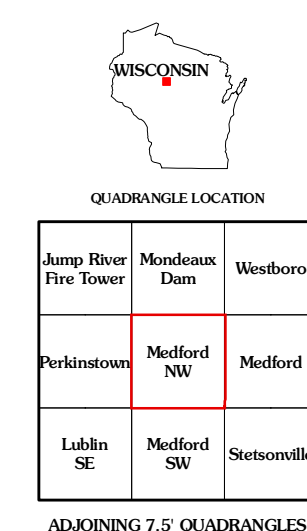 WISCONSIN
QUADRANGLE LOCATION
Jump River
Fire Tower
Mondeaux
Dam
Westboro
Perkinstown
Medford
NW
Medford
Lublin
SE
Medford
SW
Stetsonville
ADJOINING 7.5' QUADRANGLES